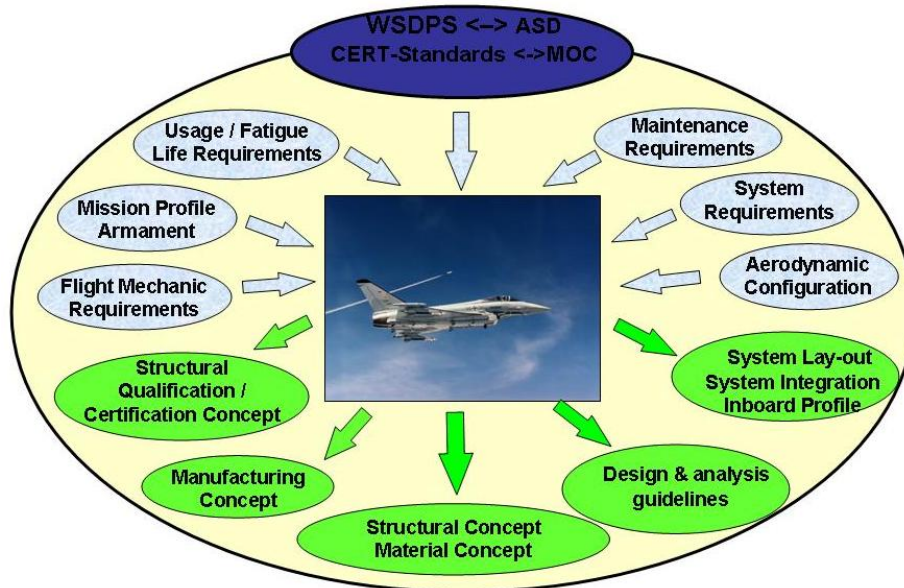 WSDPS <–> ASD
CERT-Standards <->MOC
Usage / Fatigue
Life Requirements
Maintenance
Requirements
Mission Profile
Armament
System
Requirements
Flight Mechanic
Requirements
Aerodynamic
Configuration
Structural
Qualification /
Certification Concept
System Lay-out
System Integration
Inboard Profile
Manufacturing
Concept
Design & analysis
guidelines
Structural Concept
Material Concept